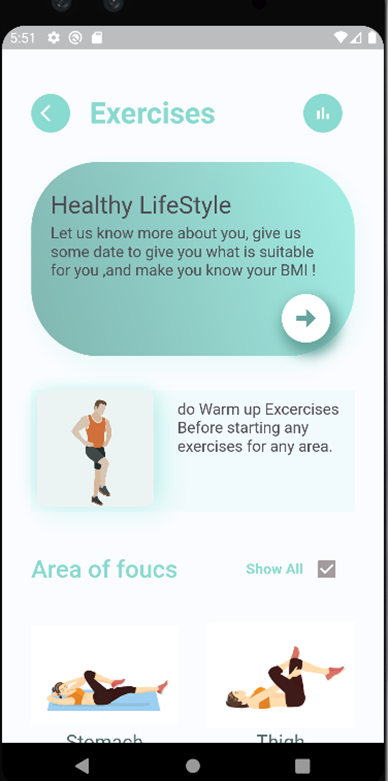 5:51
Exercises
Healthy LifeStyle
Let us know more about you, give us
some date to give you what is suitable
for you ,and make you know your BMI !
do Warm up Excercises
Before starting any
exercises for any area.
Area of foucs
Show All
Stomach
Thigh